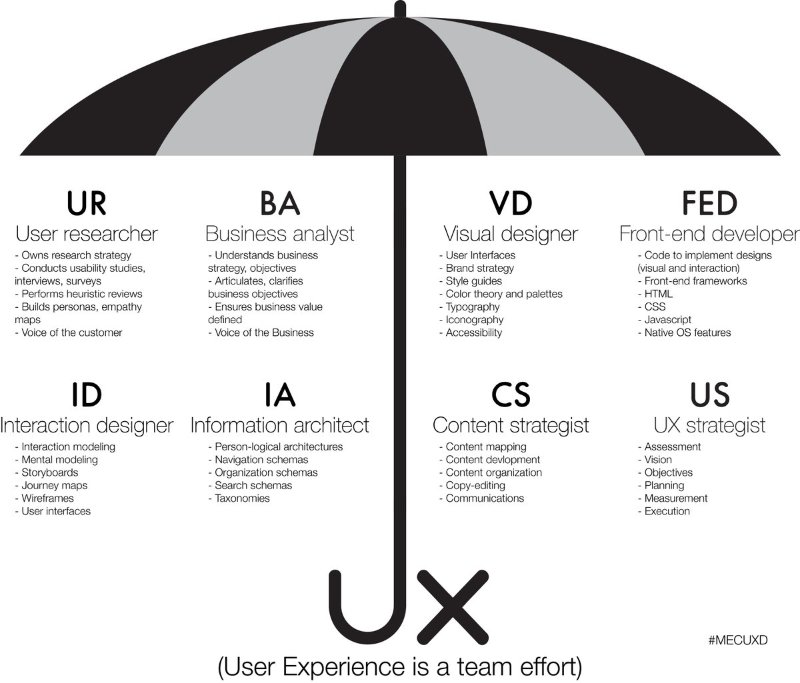 UR
User researcher
- Owns research strategy
- Conducts usability studies,
interviews, surveys
- Performs heuristic reviews
- Builds personas, empathy
maps
- Voice of the customer
BA
Business analyst
- Understands business
strategy, objectives
- Articulates, clarifies
business objectives
- Ensures business value
defined
- Voice of the Business
VD
Visual designer
- User Interfaces
- Brand strategy
- Style guides
- Color theory and palettes
- Typography
- Iconography
- Accessibility
FED
Front-end developer
- Code to implement designs
(visual and interaction)
- Front-end frameworks
- HTML
- CSS
- Javascript
- Native OS features
ID
Interaction designer
- Interaction modeling
- Mental modeling
- Storyboards
- Journey maps
- Wireframes
- User interfaces
IA
Information architect
- Person-logical architectures
- Navigation schemas
- Organization schemas
- Search schemas
- Taxonomies
CS
Content strategist
- Content mapping
- Content devlopment
- Content organization
- Copy-editing
- Communications
US
UX strategist
- Assessment
- Vision
- Objectives
- Planning
- Measurement
- Execution
UX
#MECUXD
(User Experience is a team effort)